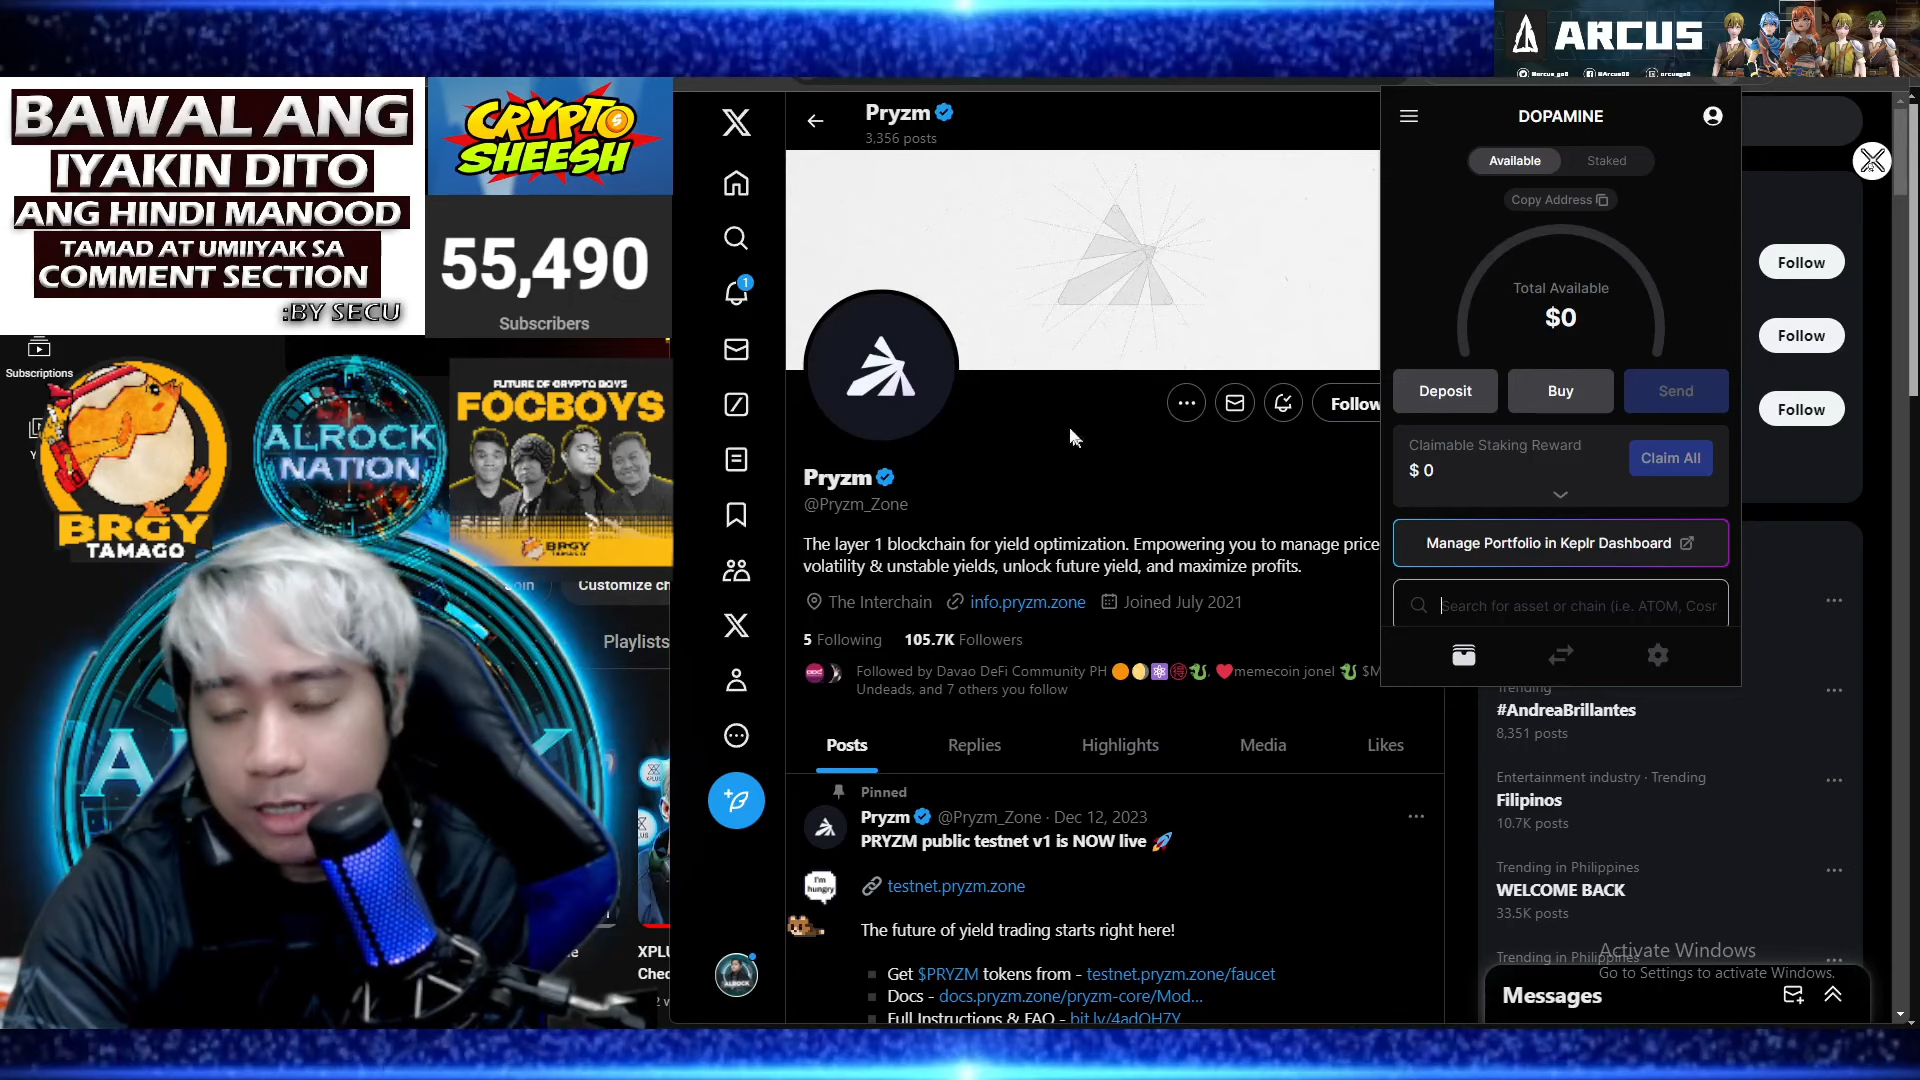 ARCUS
BAWAL ANG
IYAKIN DITO
ANG HINDI MANOOD
TAMAD AT UMIIYAK SA
COMMENT SECTION
:BY SECU
CRYPTO
SHEESH
55,490
Subscribers
Subscriptions
BRGY
TAMAGO
ALROCK
NATION
FUTURE OF CRYPTO BOYS
FOCBOYS
BRGY
TAMAGO
Customize ch
Playlists
Pryzm
3,356 posts
Follow
Pryzm
@Pryzm_Zone
The layer 1 blockchain for yield optimization. Empowering you to manage price
volatility & unstable yields, unlock future yield, and maximize profits.
The Interchain info.pryzm.zone Joined July 2021
5 Following 105.7K Followers
Followed by Davao DeFi Community PH 🟠🌖⚛️🉐🐉, ❤️memecoin jonel 🐉 $M
Undeads, and 7 others you follow
Posts Replies Highlights Media Likes
Pinned
Pryzm @Pryzm_Zone · Dec 12, 2023
PRYZM public testnet v1 is NOW live 🚀
I'm
hungry
testnet.pryzm.zone
The future of yield trading starts right here!
Get $PRYZM tokens from - testnet.pryzm.zone/faucet
Docs - docs.pryzm.zone/pryzm-core/Mod...
Full Instructions & FAQ - bit.ly/4adOH7Y
1
ALROCK
DOPAMINE
Available Staked
Copy Address
Total Available
$0
Deposit Buy Send
Claimable Staking Reward
$ 0
Claim All
Manage Portfolio in Keplr Dashboard
Search for asset or chain (i.e. ATOM, Cosm
Follow
Follow
Follow
Trending
#AndreaBrillantes
8,351 posts
Entertainment industry · Trending
Filipinos
10.7K posts
Trending in Philippines
WELCOME BACK
33.5K posts
Trending in Philippines
Activate Windows
Go to Settings to activate Windows.
Messages